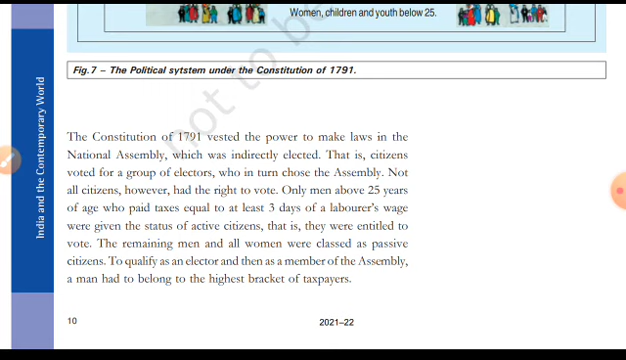 Women, children and youth below 25.
Fig.7 – The Political sytstem under the Constitution of 1791.
The Constitution of 1791 vested the power to make laws in the
National Assembly, which was indirectly elected. That is, citizens
voted for a group of electors, who in turn chose the Assembly. Not
all citizens, however, had the right to vote. Only men above 25 years
of age who paid taxes equal to at least 3 days of a labourer's wage
were given the status of active citizens, that is, they were entitled to
vote. The remaining men and all women were classed as passive
citizens. To qualify as an elector and then as a member of the Assembly,
a man had to belong to the highest bracket of taxpayers.
India and the Contemporary World
not to be
10
2021–22